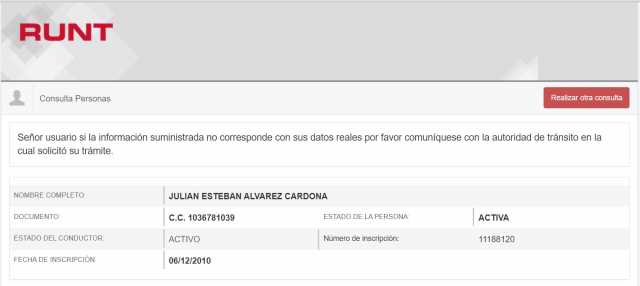 RUNT
Consulta Personas
Realizar otra consulta
Señor usuario si la información suministrada no corresponde con sus datos reales por favor comuníquese con la autoridad de tránsito en la
cual solicitó su trámite.
NOMBRE COMPLETO JULIAN ESTEBAN ALVAREZ CARDONA
DOCUMENTO: C.C. 1036781039 ESTADO DE LA PERSONA: ACTIVA
ESTADO DEL CONDUCTOR: ACTIVO Número de inscripción: 11188120
FECHA DE INSCRIPCIÓN 06/12/2010